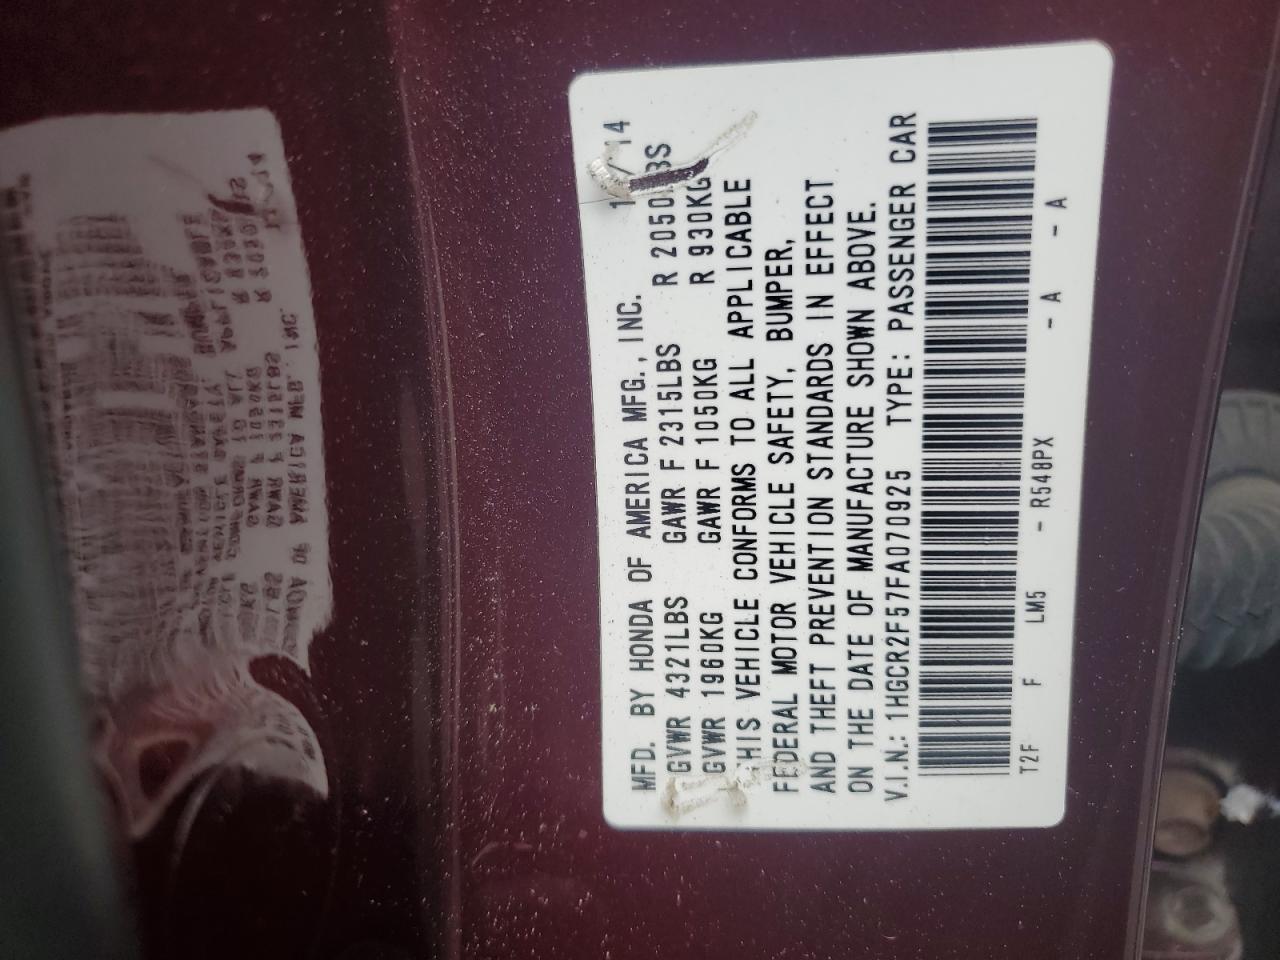 14
MFD. BY HONDA OF AMERICA MFG., INC.
GVWR 4321LBS GAWR F 2315LBS R 2050LBS
GVWR 1960KG GAWR F 1050KG R 930KG
THIS VEHICLE CONFORMS TO ALL APPLICABLE
FEDERAL MOTOR VEHICLE SAFETY, BUMPER,
AND THEFT PREVENTION STANDARDS IN EFFECT
ON THE DATE OF MANUFACTURE SHOWN ABOVE.
V.I.N.: 1HGCR2F57FA070925 TYPE: PASSENGER CAR
T2F F LM5 - R548PX - A - A